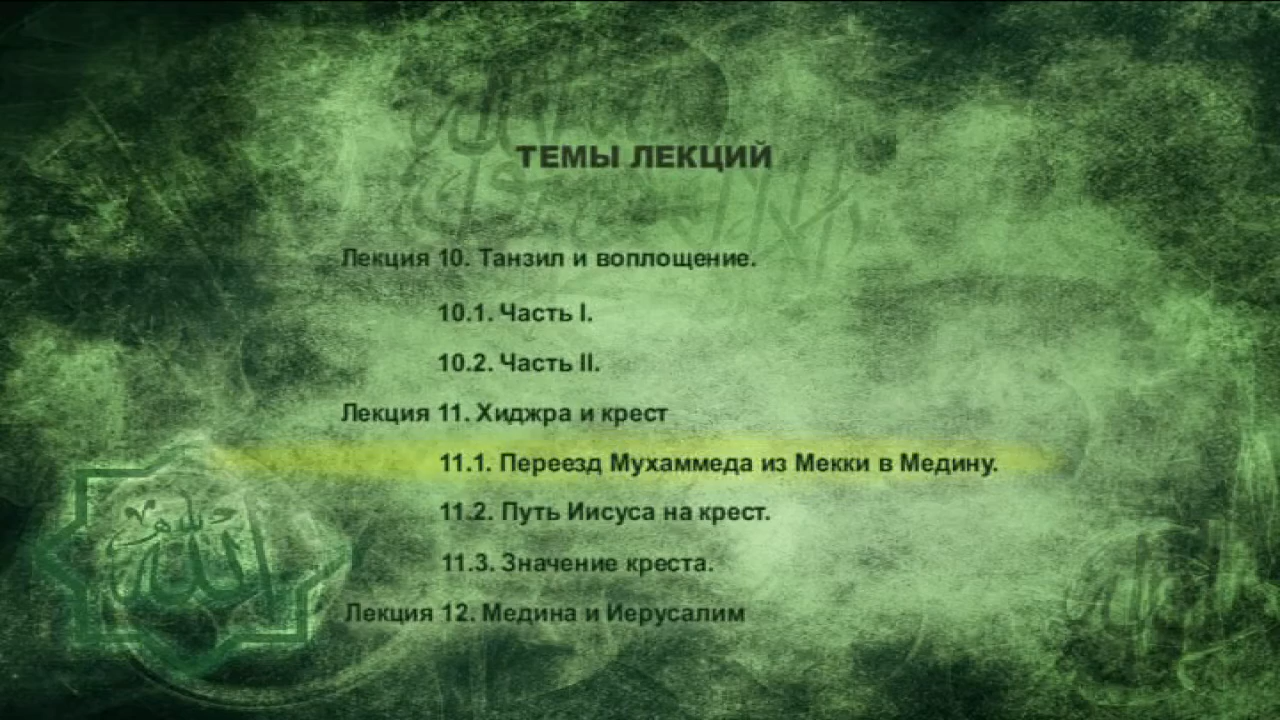 ТЕМЫ ЛЕКЦИЙ
Лекция 10. Танзил и воплощение.
10.1. Часть I.
10.2. Часть II.
Лекция 11. Хиджра и крест
11.1. Переезд Мухаммеда из Мекки в Медину.
11.2. Путь Иисуса на крест.
11.3. Значение креста.
الله
Лекция 12. Медина и Иерусалим